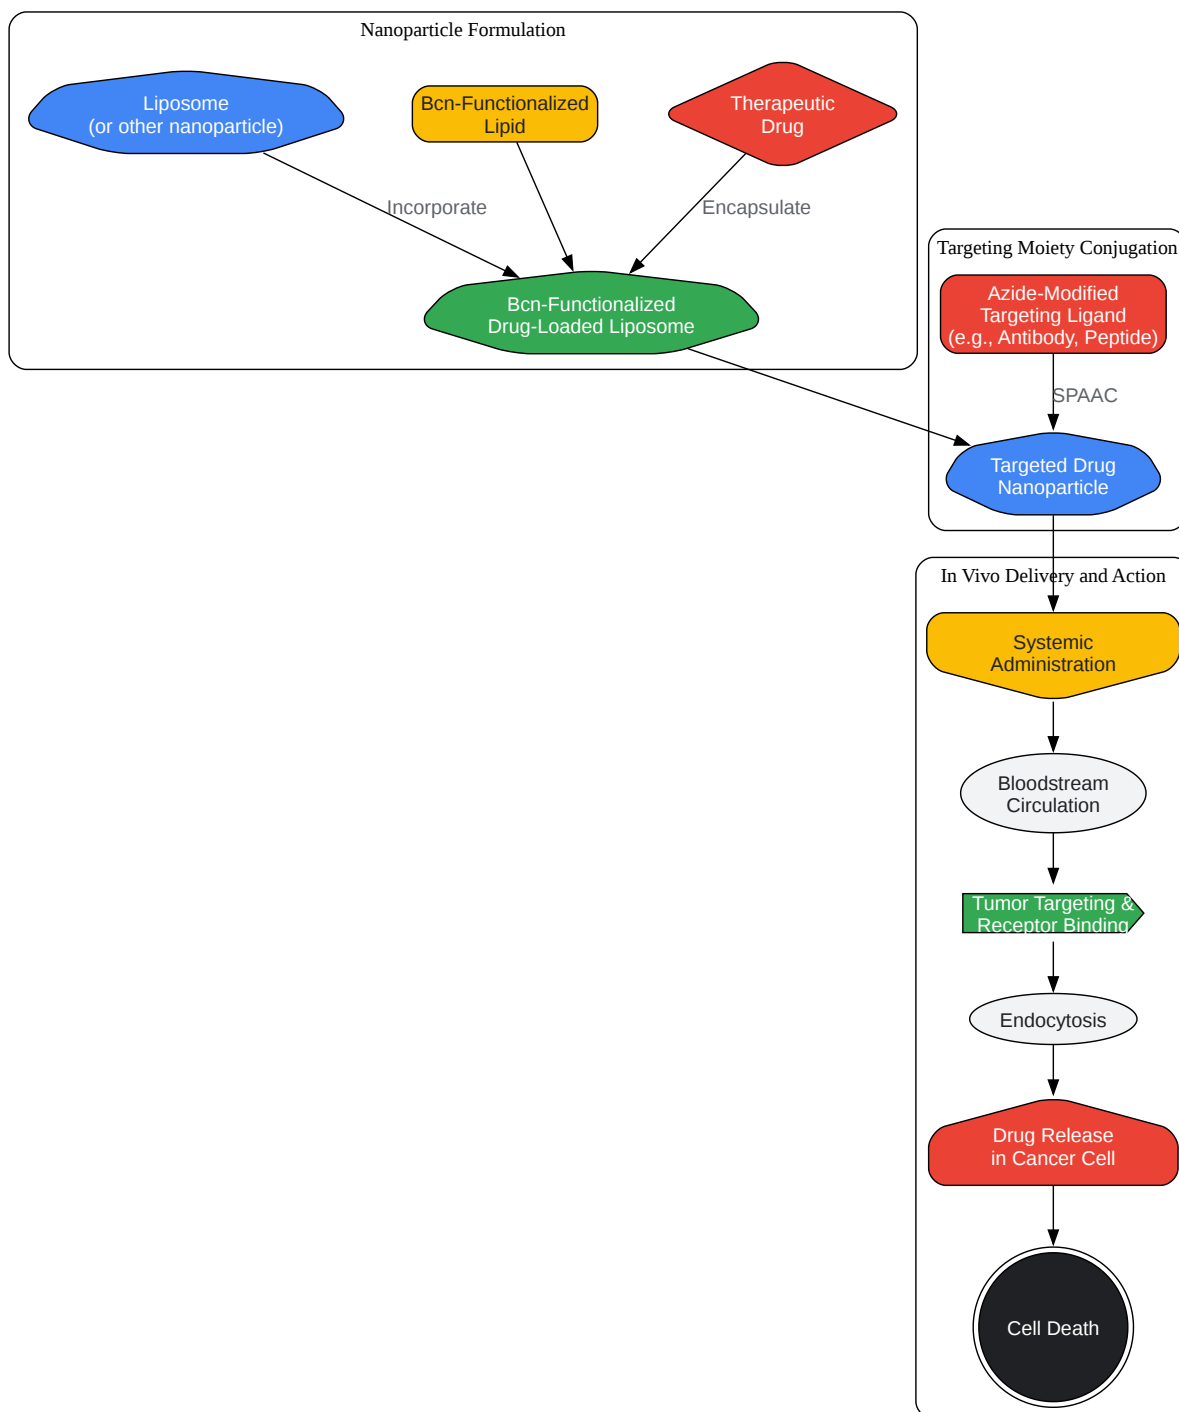 Nanoparticle Formulation
Liposome
(or other nanoparticle)
Bcn-Functionalized
Lipid
Therapeutic
Drug
Incorporate
Encapsulate
Bcn-Functionalized
Drug-Loaded Liposome
Targeting Moiety Conjugation
Azide-Modified
Targeting Ligand
(e.g., Antibody, Peptide)
SPAAC
Targeted Drug
Nanoparticle
In Vivo Delivery and Action
Systemic
Administration
Bloodstream
Circulation
Tumor Targeting &
Receptor Binding
Endocytosis
Drug Release
in Cancer Cell
Cell Death